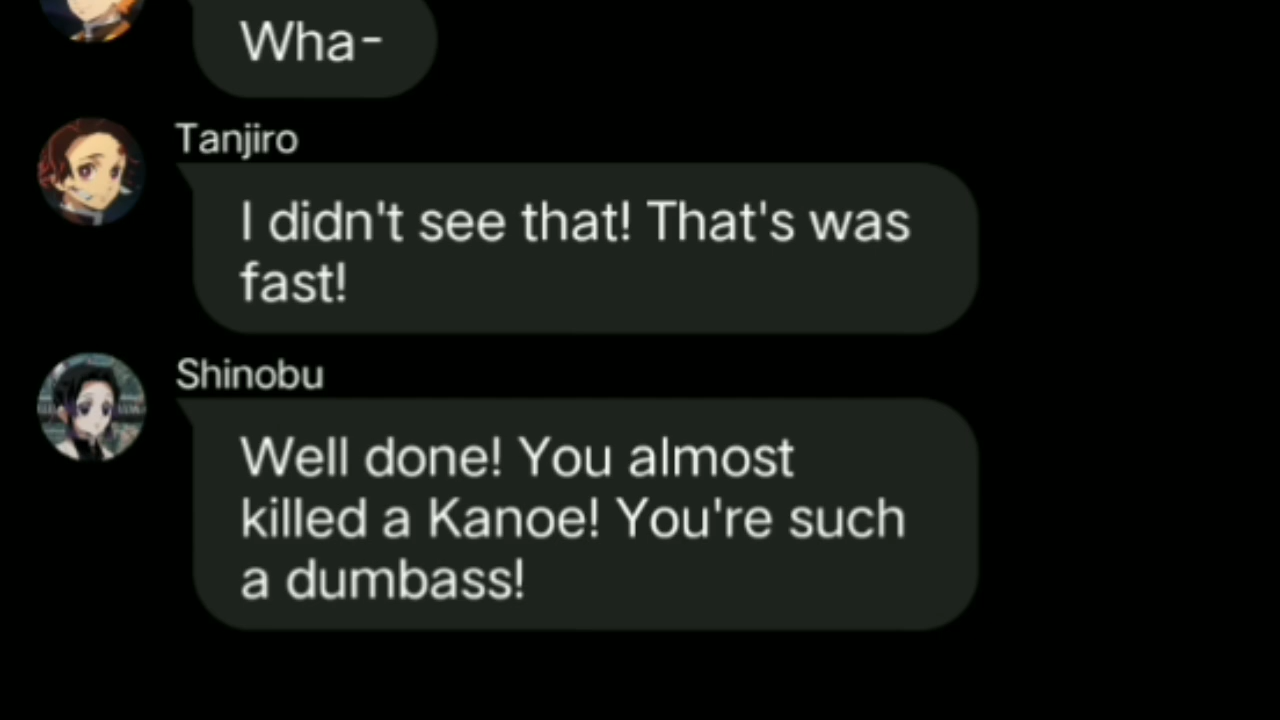 Wha-
Tanjiro
I didn't see that! That's was
fast!
Shinobu
Well done! You almost
killed a Kanoe! You're such
a dumbass!